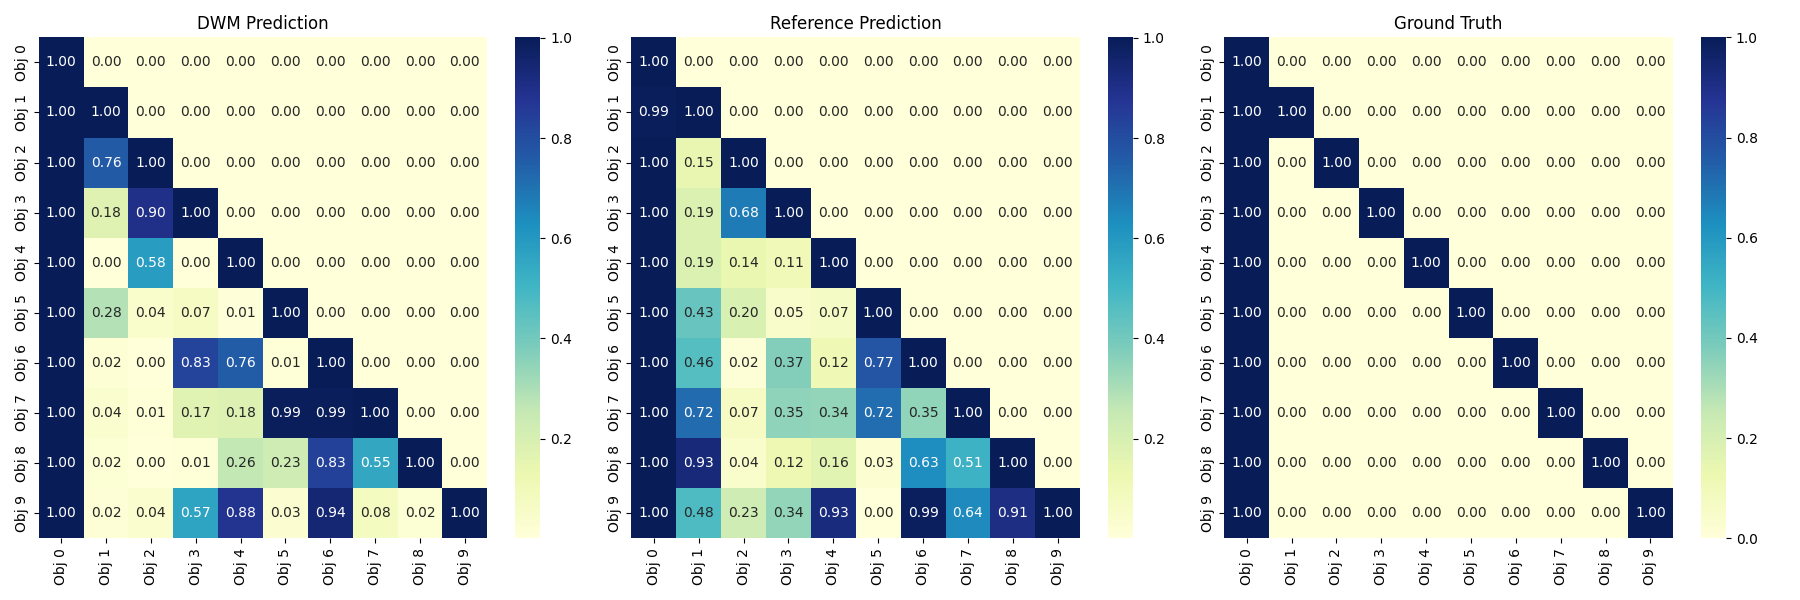 DWM Prediction
Obj 0 1.00 0.00 0.00 0.00 0.00 0.00 0.00 0.00 0.00 0.00
Obj 1 1.00 1.00 0.00 0.00 0.00 0.00 0.00 0.00 0.00 0.00
Obj 2 1.00 0.76 1.00 0.00 0.00 0.00 0.00 0.00 0.00 0.00
Obj 3 1.00 0.18 0.90 1.00 0.00 0.00 0.00 0.00 0.00 0.00
Obj 4 1.00 0.00 0.58 0.00 1.00 0.00 0.00 0.00 0.00 0.00
Obj 5 1.00 0.28 0.04 0.07 0.01 1.00 0.00 0.00 0.00 0.00
Obj 6 1.00 0.02 0.00 0.83 0.76 0.01 1.00 0.00 0.00 0.00
Obj 7 1.00 0.04 0.01 0.17 0.18 0.99 0.99 1.00 0.00 0.00
Obj 8 1.00 0.02 0.00 0.01 0.26 0.23 0.83 0.55 1.00 0.00
Obj 9 1.00 0.02 0.04 0.57 0.88 0.03 0.94 0.08 0.02 1.00
Obj 0 Obj 1 Obj 2 Obj 3 Obj 4 Obj 5 Obj 6 Obj 7 Obj 8 Obj 9
1.0
0.8
0.6
0.4
0.2
Reference Prediction
Obj 0 1.00 0.00 0.00 0.00 0.00 0.00 0.00 0.00 0.00 0.00
Obj 1 0.99 1.00 0.00 0.00 0.00 0.00 0.00 0.00 0.00 0.00
Obj 2 1.00 0.15 1.00 0.00 0.00 0.00 0.00 0.00 0.00 0.00
Obj 3 1.00 0.19 0.68 1.00 0.00 0.00 0.00 0.00 0.00 0.00
Obj 4 1.00 0.19 0.14 0.11 1.00 0.00 0.00 0.00 0.00 0.00
Obj 5 1.00 0.43 0.20 0.05 0.07 1.00 0.00 0.00 0.00 0.00
Obj 6 1.00 0.46 0.02 0.37 0.12 0.77 1.00 0.00 0.00 0.00
Obj 7 1.00 0.72 0.07 0.35 0.34 0.72 0.35 1.00 0.00 0.00
Obj 8 1.00 0.93 0.04 0.12 0.16 0.03 0.63 0.51 1.00 0.00
Obj 9 1.00 0.48 0.23 0.34 0.93 0.00 0.99 0.64 0.91 1.00
Obj 0 Obj 1 Obj 2 Obj 3 Obj 4 Obj 5 Obj 6 Obj 7 Obj 8 Obj 9
1.0
0.8
0.6
0.4
0.2
Ground Truth
Obj 0 1.00 0.00 0.00 0.00 0.00 0.00 0.00 0.00 0.00 0.00
Obj 1 1.00 1.00 0.00 0.00 0.00 0.00 0.00 0.00 0.00 0.00
Obj 2 1.00 0.00 1.00 0.00 0.00 0.00 0.00 0.00 0.00 0.00
Obj 3 1.00 0.00 0.00 1.00 0.00 0.00 0.00 0.00 0.00 0.00
Obj 4 1.00 0.00 0.00 0.00 1.00 0.00 0.00 0.00 0.00 0.00
Obj 5 1.00 0.00 0.00 0.00 0.00 1.00 0.00 0.00 0.00 0.00
Obj 6 1.00 0.00 0.00 0.00 0.00 0.00 1.00 0.00 0.00 0.00
Obj 7 1.00 0.00 0.00 0.00 0.00 0.00 0.00 1.00 0.00 0.00
Obj 8 1.00 0.00 0.00 0.00 0.00 0.00 0.00 0.00 1.00 0.00
Obj 9 1.00 0.00 0.00 0.00 0.00 0.00 0.00 0.00 0.00 1.00
Obj 0 Obj 1 Obj 2 Obj 3 Obj 4 Obj 5 Obj 6 Obj 7 Obj 8 Obj 9
1.0
0.8
0.6
0.4
0.2
0.0